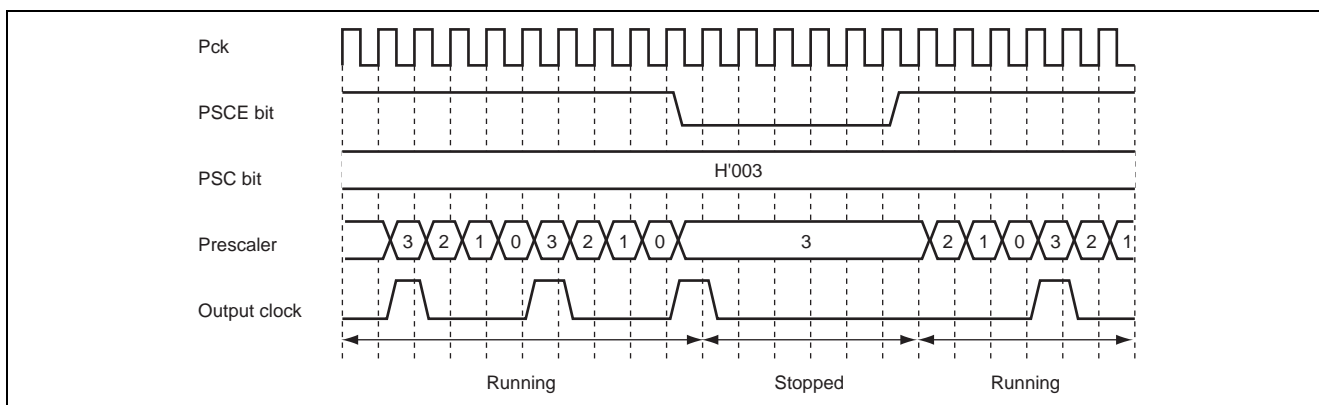 Pck
PSCE bit
PSC bit
H'003
Prescaler
3 2 1 0 3 2 1 0 3 2 1 0 3 2 1
Output clock
Running Stopped Running